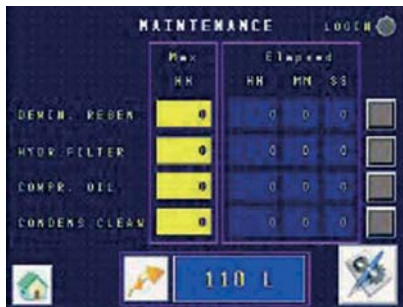 MAINTENANCE LOGIN
Max Elapsed
HH HH MN SS
DEMIN. REGEN 0 0 0 0
HYDR.FILTER 0 0 0 0
COMPR. OIL 0 0 0 0
CONDENS CLEAN 0 0 0 0
110 L